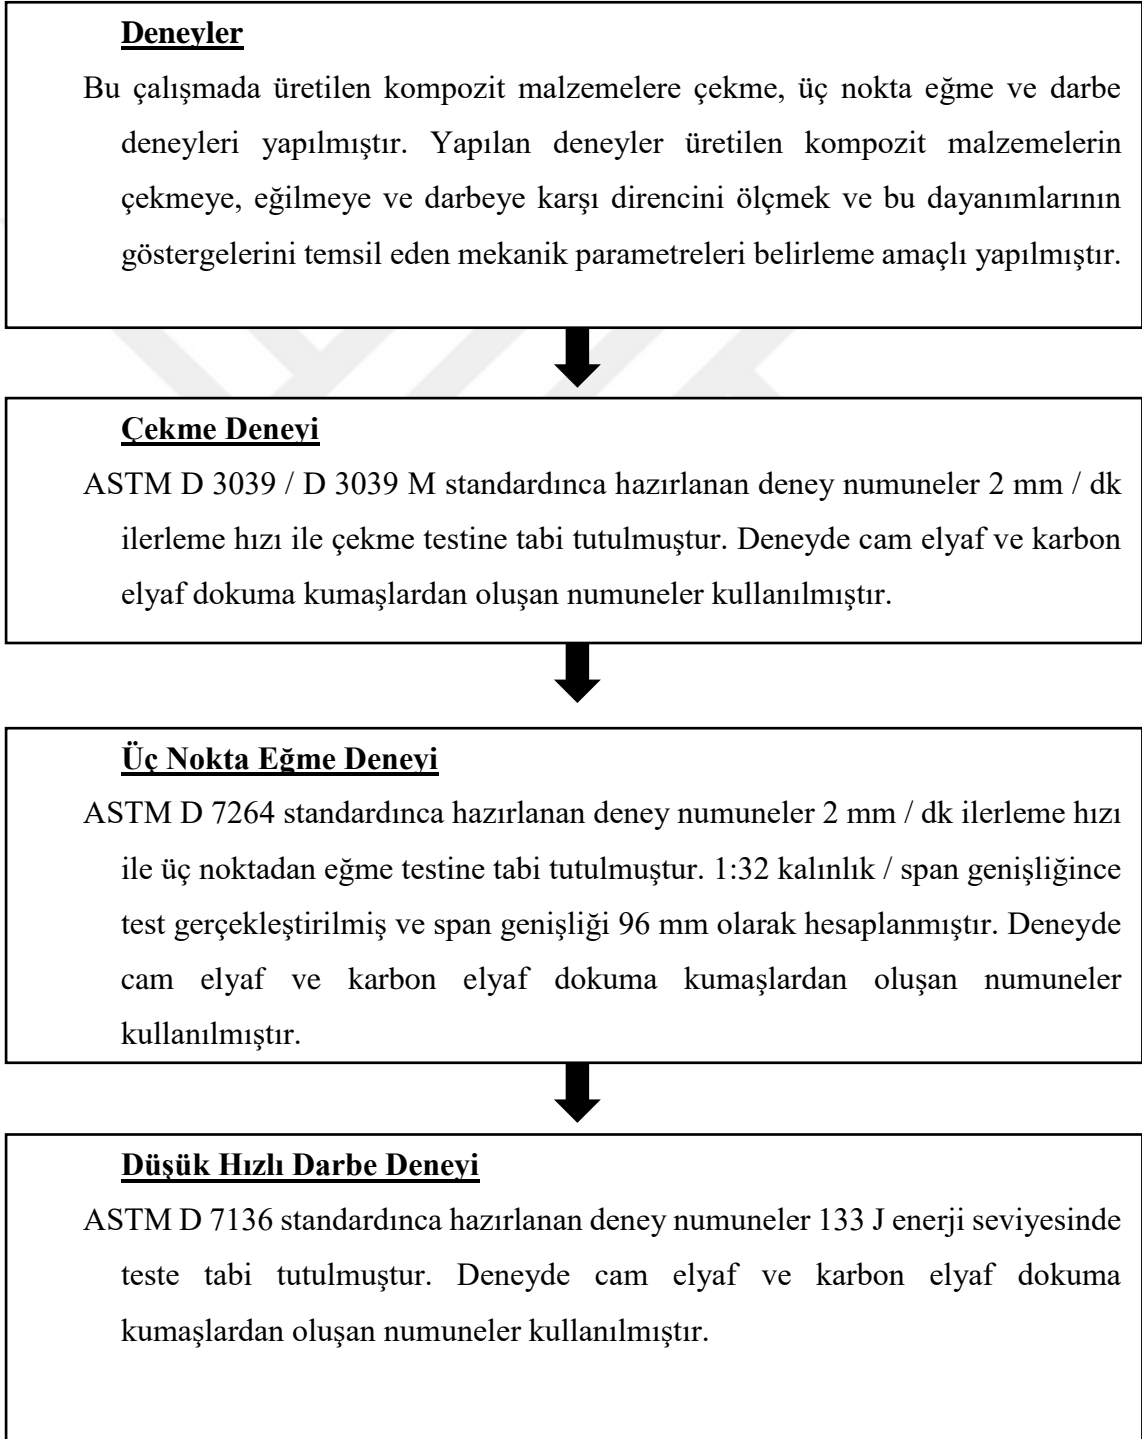 Deneyler
Bu çalışmada üretilen kompozit malzemelere çekme, üç nokta eğme ve darbe
deneyleri yapılmıştır. Yapılan deneyler üretilen kompozit malzemelerin
çekmeye, eğilmeye ve darbeye karşı direncini ölçmek ve bu dayanımlarının
göstergelerini temsil eden mekanik parametreleri belirleme amaçlı yapılmıştır.
Çekme Deneyi
ASTM D 3039 / D 3039 M standardınca hazırlanan deney numuneler 2 mm / dk
ilerleme hızı ile çekme testine tabi tutulmuştur. Deneyde cam elyaf ve karbon
elyaf dokuma kumaşlardan oluşan numuneler kullanılmıştır.
Üç Nokta Eğme Deneyi
ASTM D 7264 standardınca hazırlanan deney numuneler 2 mm / dk ilerleme hızı
ile üç noktadan eğme testine tabi tutulmuştur. 1:32 kalınlık / span genişliğince
test gerçekleştirilmiş ve span genişliği 96 mm olarak hesaplanmıştır. Deneyde
cam elyaf ve karbon elyaf dokuma kumaşlardan oluşan numuneler
kullanılmıştır.
Düşük Hızlı Darbe Deneyi
ASTM D 7136 standardınca hazırlanan deney numuneler 133 J enerji seviyesinde
teste tabi tutulmuştur. Deneyde cam elyaf ve karbon elyaf dokuma
kumaşlardan oluşan numuneler kullanılmıştır.